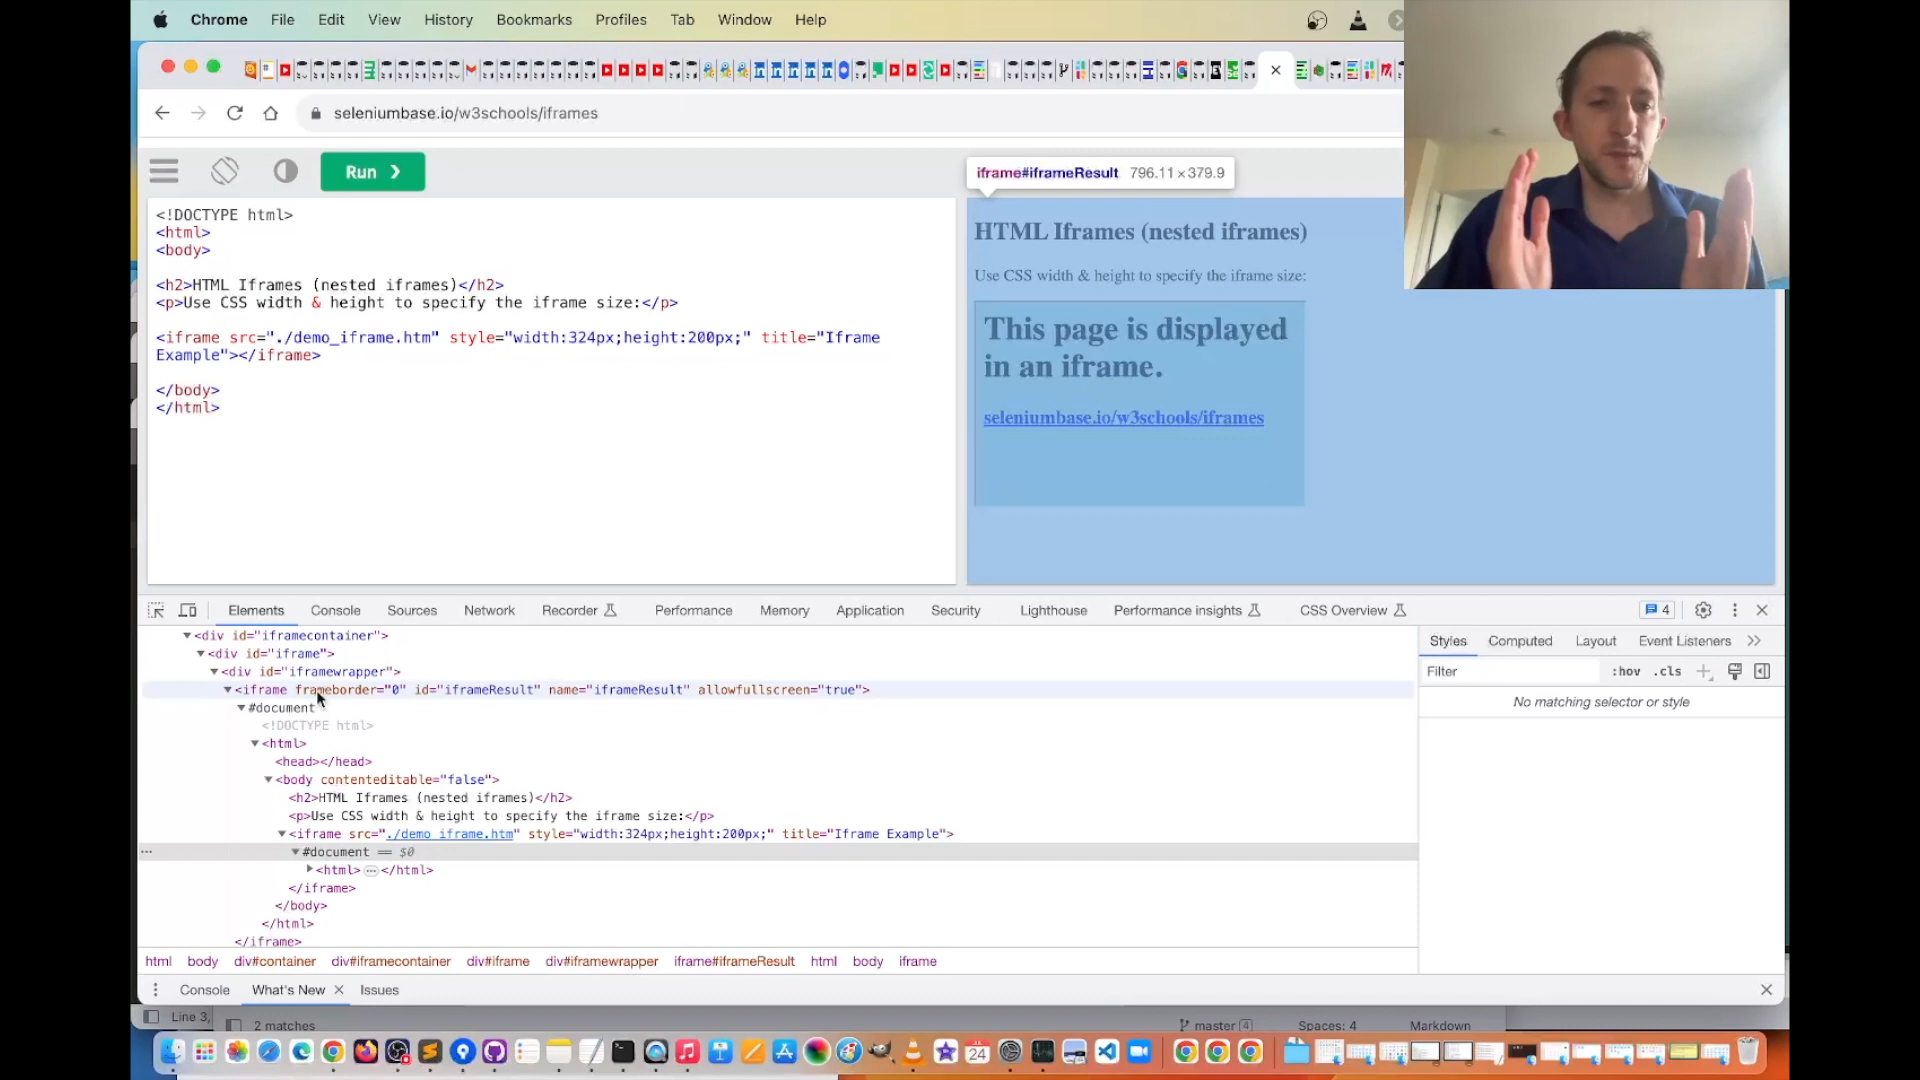 Chrome File Edit View History Bookmarks Profiles Tab Window Help
seleniumbase.io/w3schools/iframes
Run ❯
iframe#iframeResult 796.11×379.9
<!DOCTYPE html>
<html>
<body>
<h2>HTML Iframes (nested iframes)</h2>
<p>Use CSS width & height to specify the iframe size:</p>
<iframe src="./demo_iframe.htm" style="width:324px;height:200px;" title="Iframe
Example"></iframe>
</body>
</html>
HTML Iframes (nested iframes)
Use CSS width & height to specify the iframe size:
This page is displayed
in an iframe.
seleniumbase.io/w3schools/iframes
Elements Console Sources Network Recorder Performance Memory Application Security Lighthouse Performance insights CSS Overview 4
<div id="iframecontainer">
<div id="iframe">
<div id="iframewrapper">
<iframe frameborder="0" id="iframeResult" name="iframeResult" allowfullscreen="true">
#document
<!DOCTYPE html>
<html>
<head></head>
<body contenteditable="false">
<h2>HTML Iframes (nested iframes)</h2>
<p>Use CSS width & height to specify the iframe size:</p>
<iframe src="./demo_iframe.htm" style="width:324px;height:200px;" title="Iframe Example">
#document == $0
<html>…</html>
</iframe>
</body>
</html>
</iframe>
Styles Computed Layout Event Listeners
Filter :hov .cls
No matching selector or style
html body div#container div#iframecontainer div#iframe div#iframewrapper iframe#iframeResult html body iframe
Console What's New Issues
Line 3, 2 matches master 4 Spaces: 4 Markdown
24